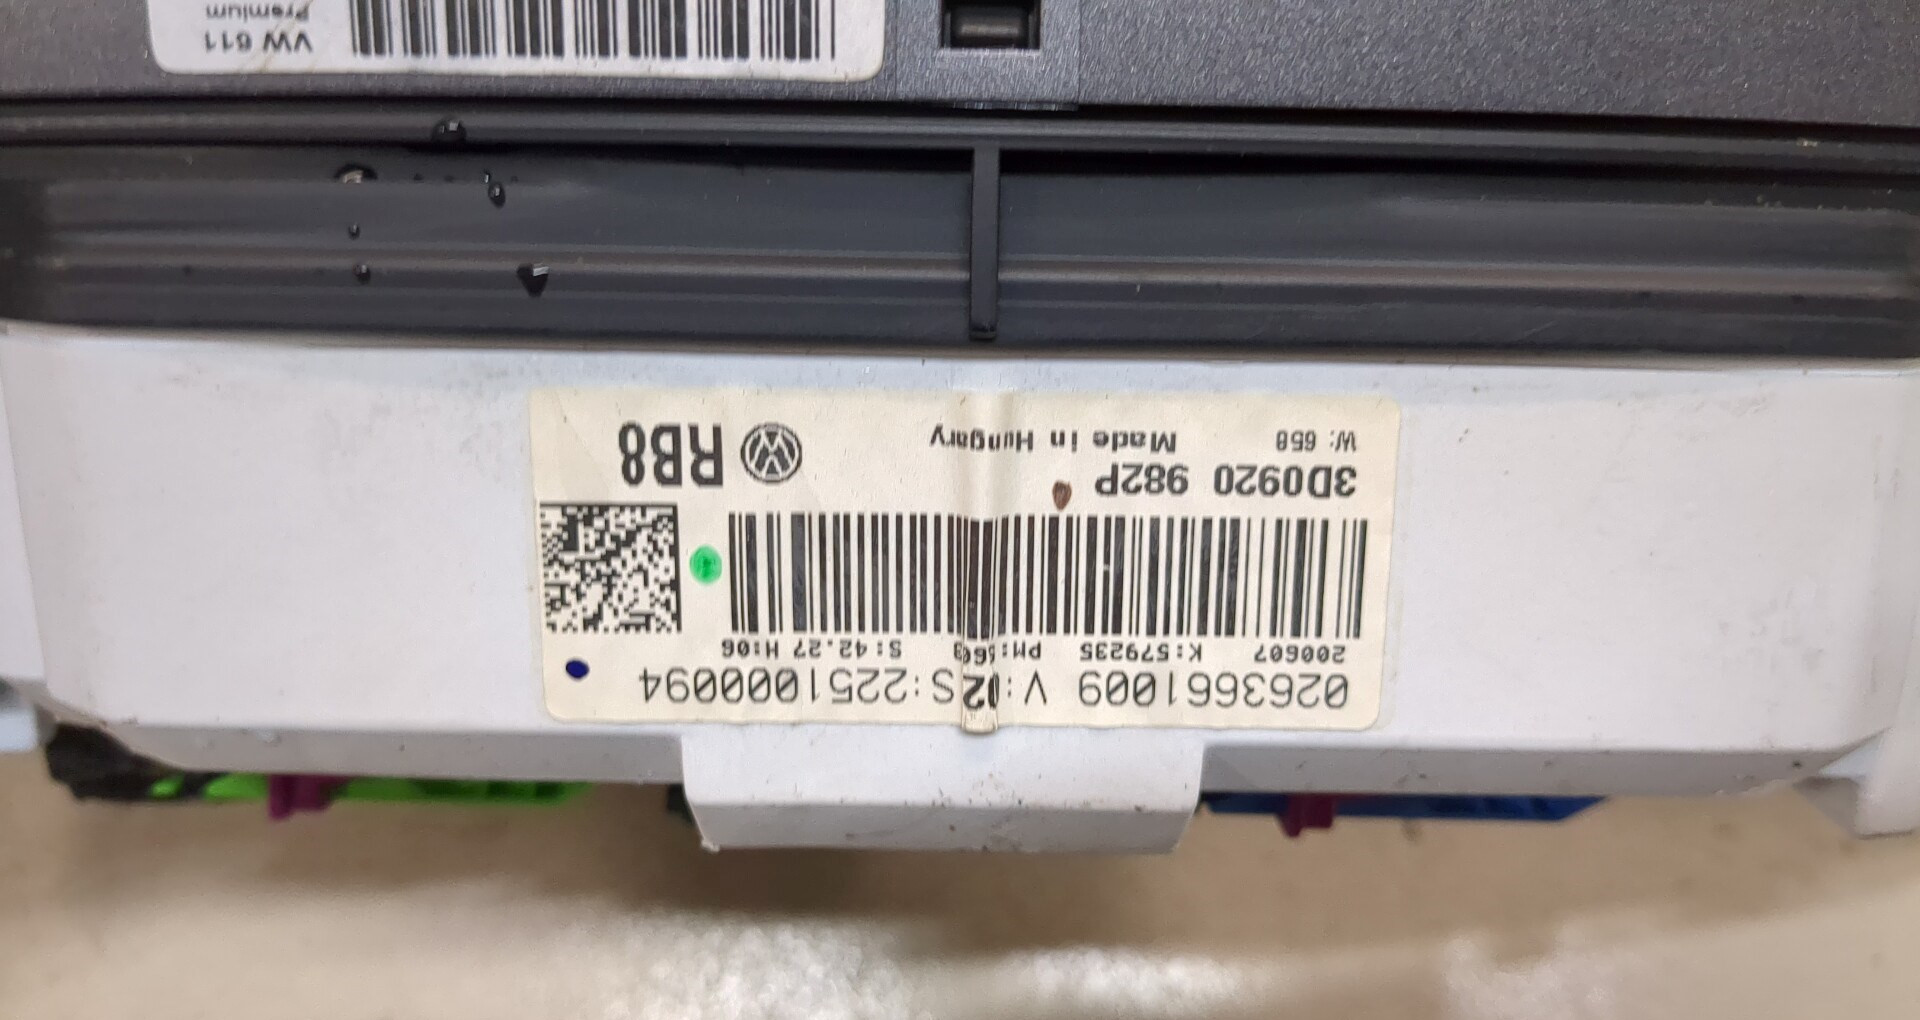 0263661009 V:02 S:2251000094
200607 K:579235 PM: S:42.27 H:06
3D0920 982P RB8
W: 658 Made in Hungary
VW 611
Premium